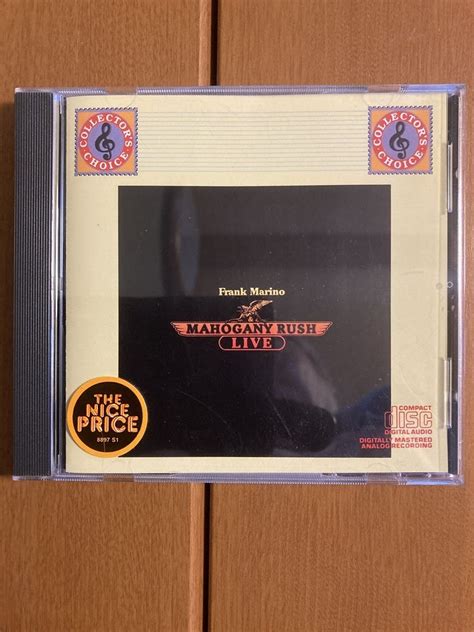 COLLECTOR'S
CHOICE
COLLECTOR'S
CHOICE
Frank Marino
&
MAHOGANY RUSH
LIVE
THE
NICE
PRICE
8897 S1
COMPACT
disc
DIGITAL AUDIO
DIGITALLY MASTERED
ANALOG RECORDING